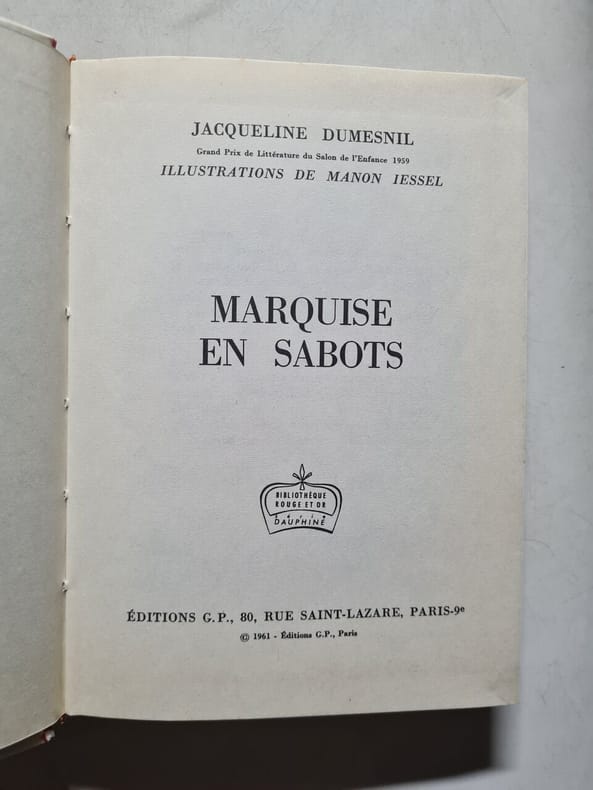 JACQUELINE DUMESNIL
Grand Prix de Littérature du Salon de l'Enfance 1959
ILLUSTRATIONS DE MANON IESSEL
MARQUISE
EN SABOTS
BIBLIOTHÈQUE
ROUGE ET OR
série
DAUPHINE
ÉDITIONS G.P., 80, RUE SAINT-LAZARE, PARIS-9e
© 1961 - Éditions G.P., Paris